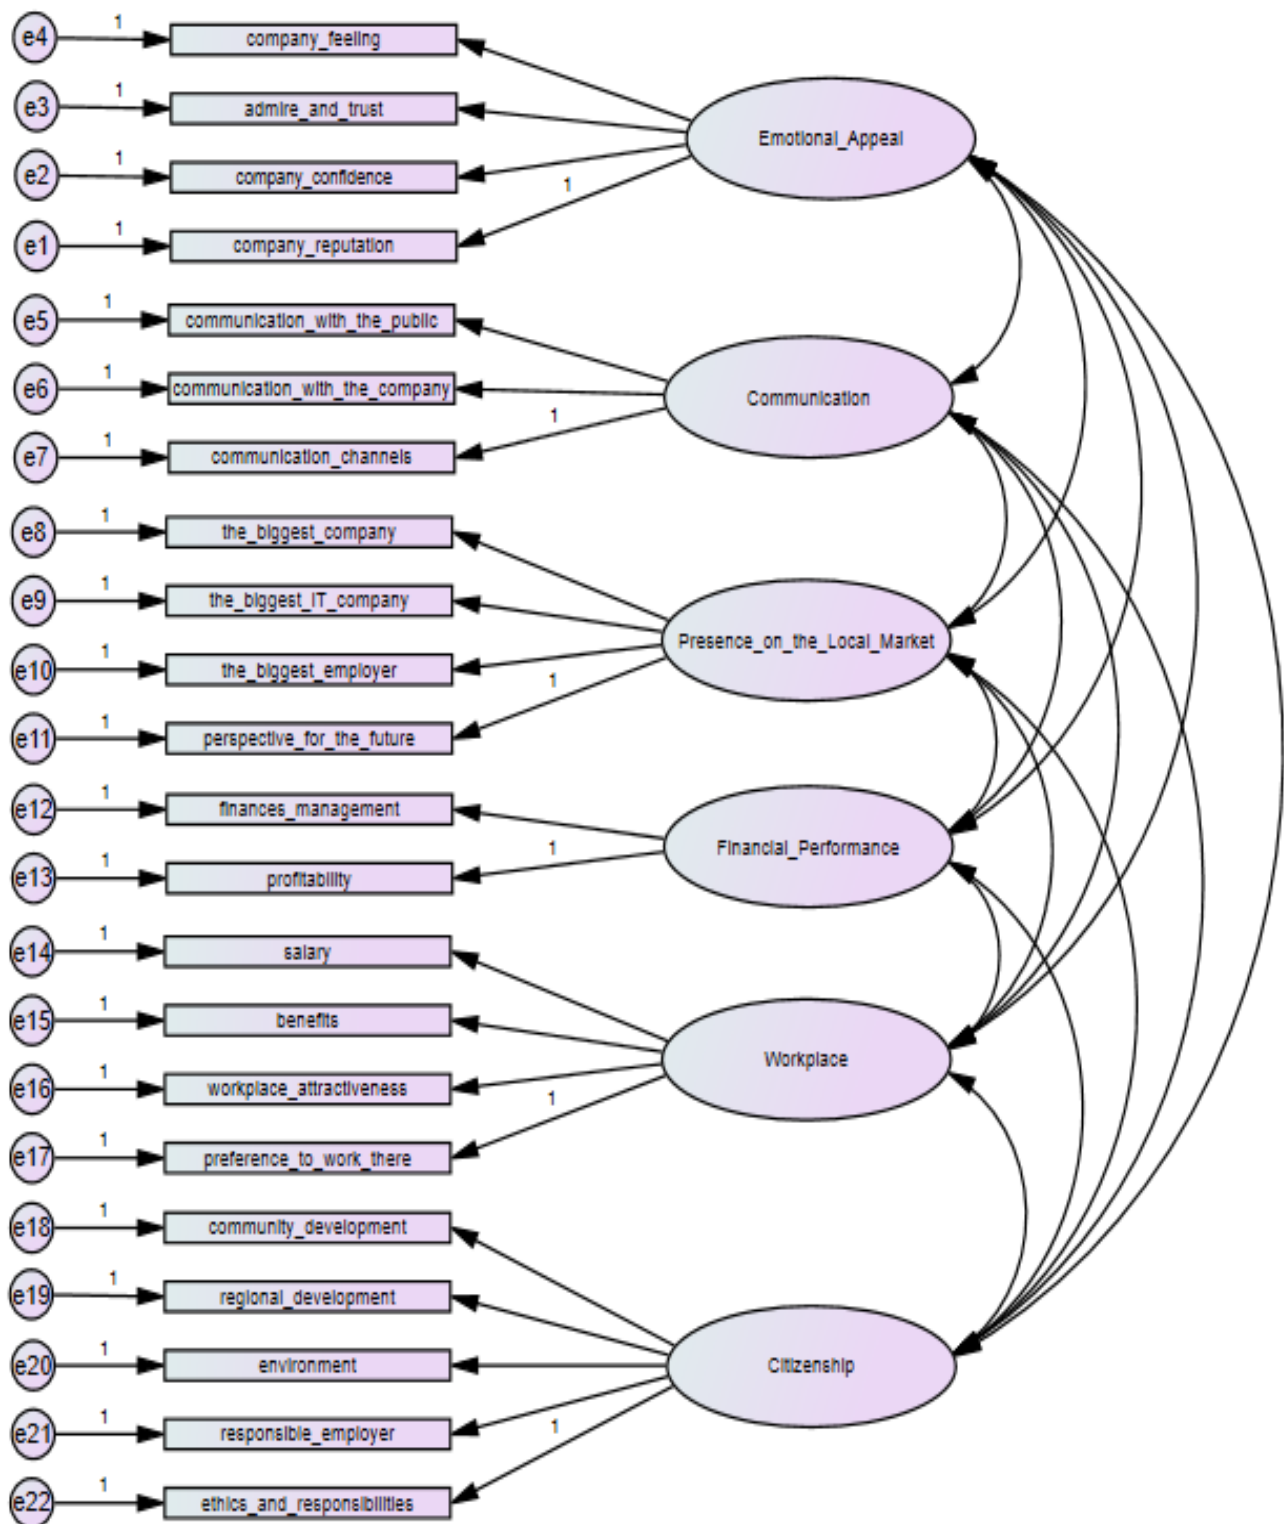 e4 1 company_feeling
e3 1 admire_and_trust
Emotional_Appeal
e2 1 company_confidence
1
e1 1 company_reputation
e5 1 communication_with_the_public
e6 1 communication_with_the_company
Communication
1
e7 1 communication_channels
e8 1 the_biggest_company
e9 1 the_biggest_IT_company
Presence_on_the_Local_Market
e10 1 the_biggest_employer
1
e11 1 perspective_for_the_future
e12 1 finances_management
Financial_Performance
1
e13 1 profitability
e14 1 salary
e15 1 benefits
Workplace
e16 1 workplace_attractiveness
1
e17 1 preference_to_work_there
e18 1 community_development
e19 1 regional_development
e20 1 environment
Citizenship
e21 1 responsible_employer
1
e22 1 ethics_and_responsibilities